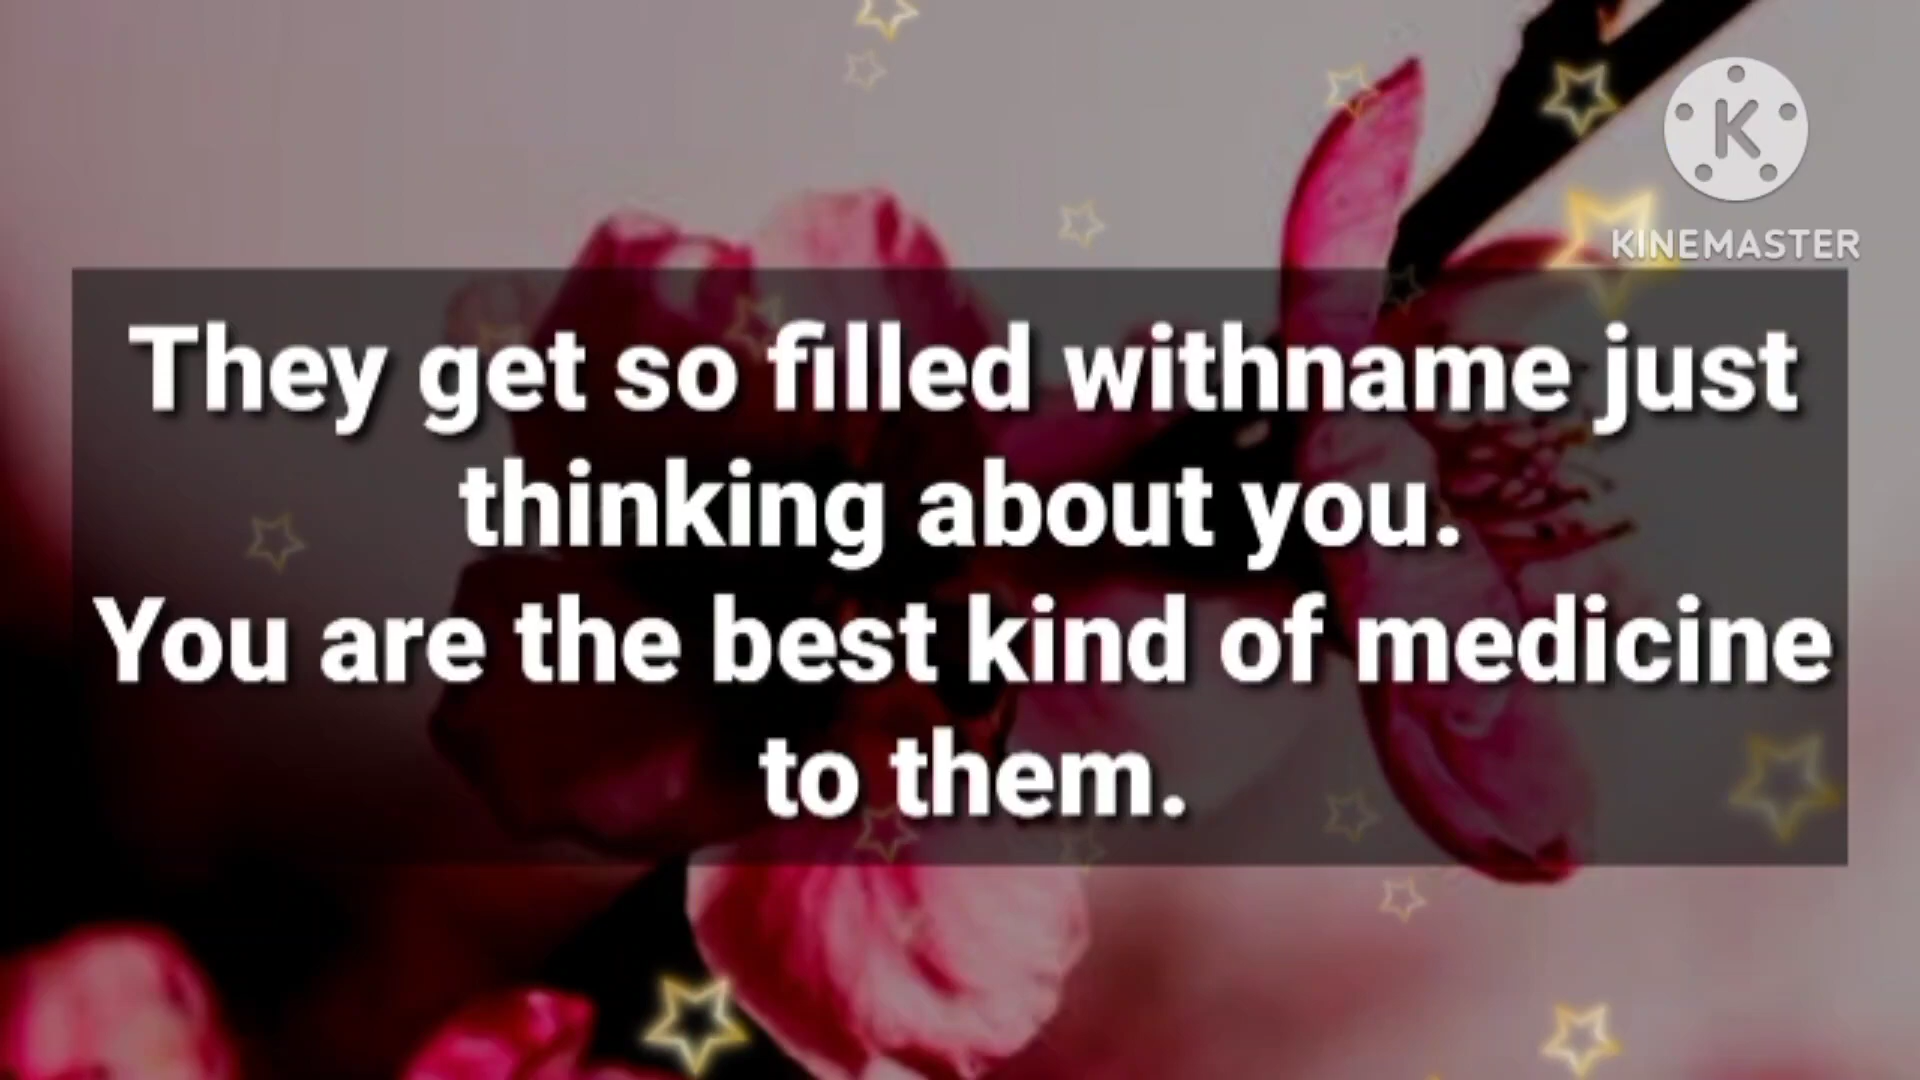 KINEMASTER
They get so filled withname just
thinking about you.
You are the best kind of medicine
to them.